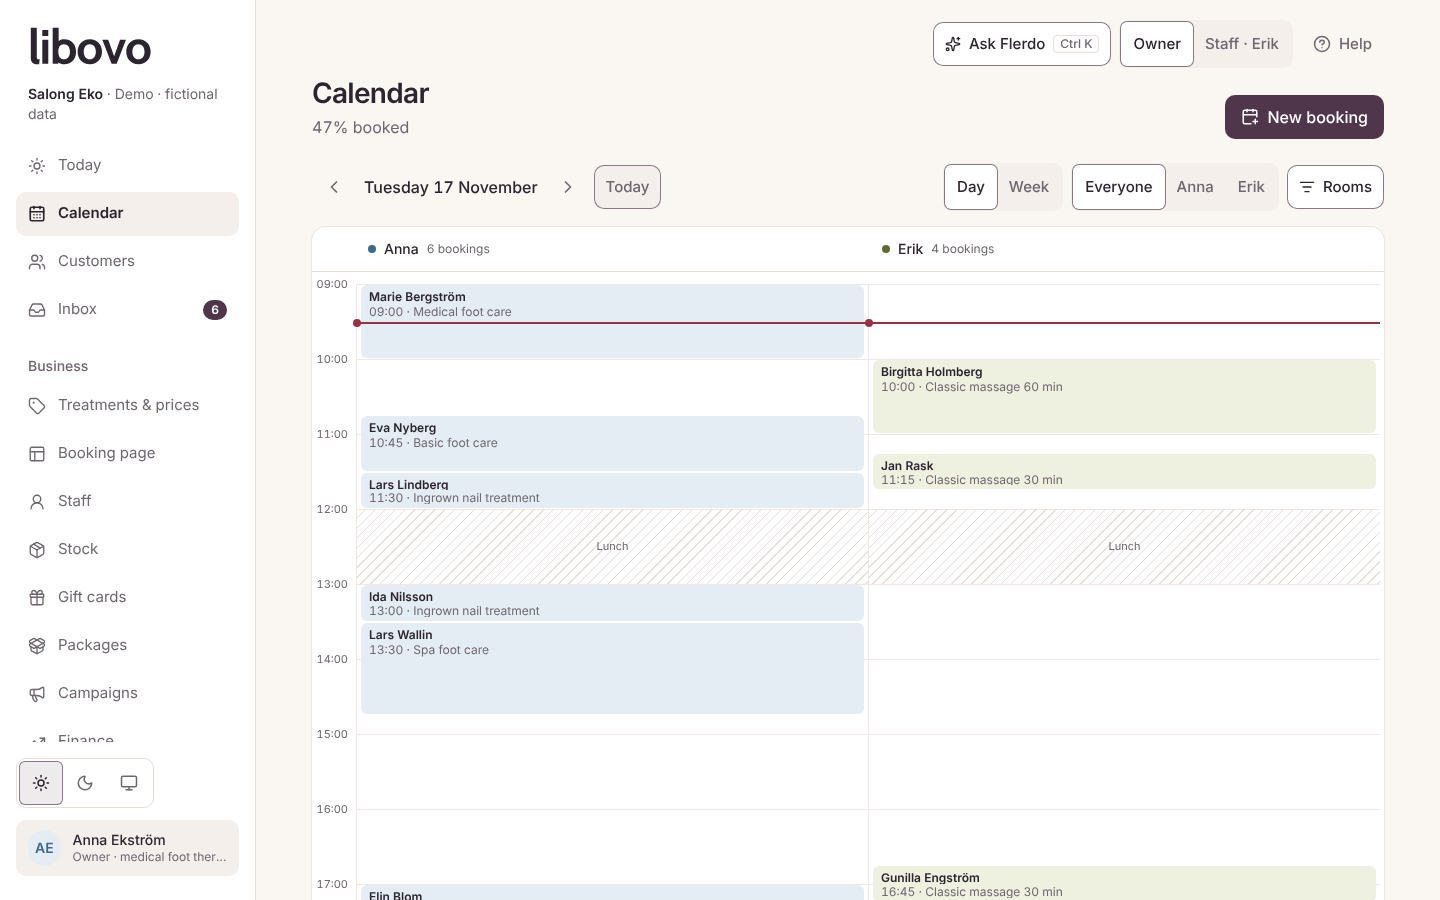 libovo
Salong Eko · Demo · fictional
data
Today
Calendar
Customers
Inbox 6
Business
Treatments & prices
Booking page
Staff
Stock
Gift cards
Packages
Campaigns
Finance
AE
Anna Ekström
Owner · medical foot ther...
Ask Flerdo Ctrl K
Owner Staff · Erik
Help
Calendar
47% booked
New booking
Tuesday 17 November
Today
Day Week
Everyone Anna Erik
Rooms
Anna 6 bookings
Erik 4 bookings
09:00
Marie Bergström
09:00 · Medical foot care
10:00
Birgitta Holmberg
10:00 · Classic massage 60 min
Eva Nyberg
10:45 · Basic foot care
11:00
Jan Rask
11:15 · Classic massage 30 min
Lars Lindberg
11:30 · Ingrown nail treatment
12:00
Lunch
Lunch
13:00
Ida Nilsson
13:00 · Ingrown nail treatment
Lars Wallin
13:30 · Spa foot care
14:00
15:00
16:00
Gunilla Engström
16:45 · Classic massage 30 min
17:00
Elin Blom